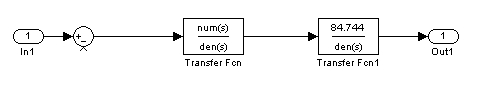 1
In1
+
-
num(s)
den(s)
Transfer Fcn
84.744
den(s)
Transfer Fcn1
1
Out1